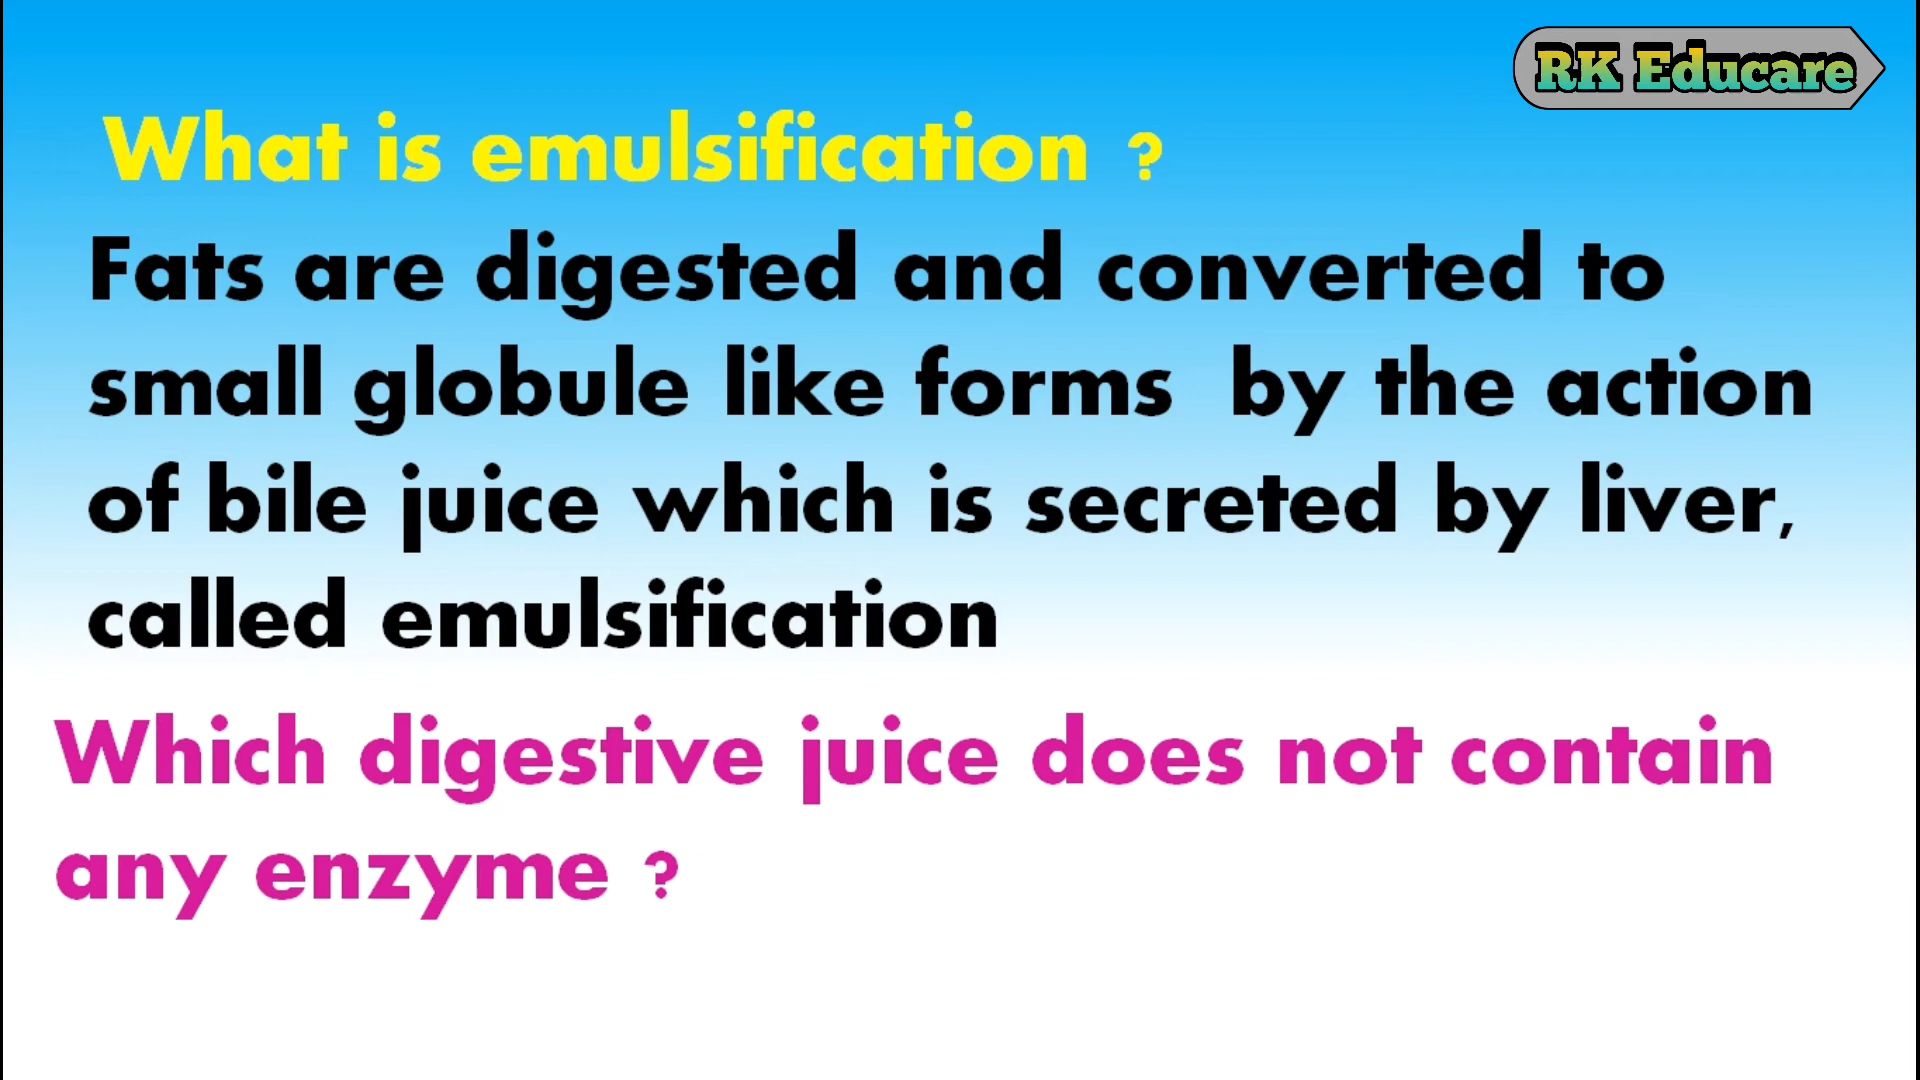 RK Educare
What is emulsification ?
Fats are digested and converted to
small globule like forms by the action
of bile juice which is secreted by liver,
called emulsification
Which digestive juice does not contain
any enzyme ?